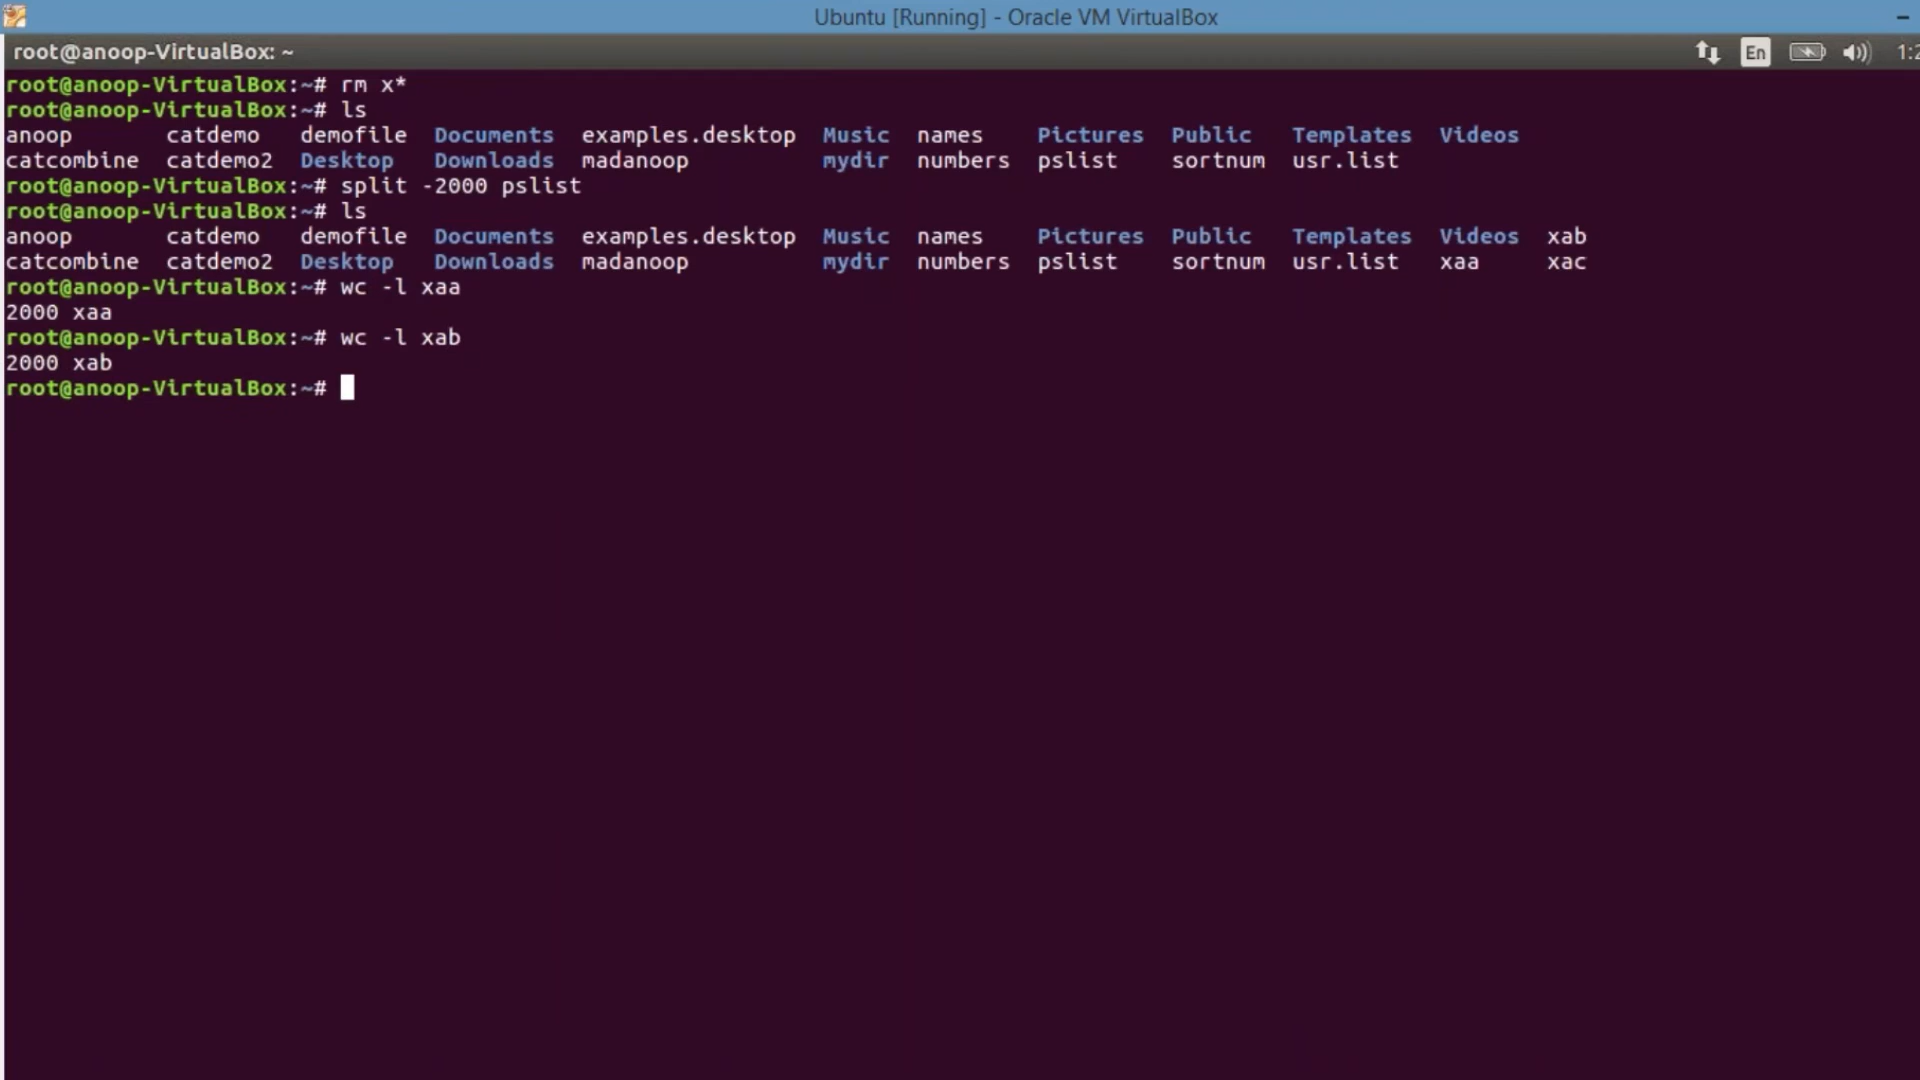 Ubuntu [Running] - Oracle VM VirtualBox
root@anoop-VirtualBox: ~
En
root@anoop-VirtualBox:~# rm x*
root@anoop-VirtualBox:~# ls
anoop catdemo demofile Documents examples.desktop Music names Pictures Public Templates Videos
catcombine catdemo2 Desktop Downloads madanoop mydir numbers pslist sortnum usr.list
root@anoop-VirtualBox:~# split -2000 pslist
root@anoop-VirtualBox:~# ls
anoop catdemo demofile Documents examples.desktop Music names Pictures Public Templates Videos xab
catcombine catdemo2 Desktop Downloads madanoop mydir numbers pslist sortnum usr.list xaa xac
root@anoop-VirtualBox:~# wc -l xaa
2000 xaa
root@anoop-VirtualBox:~# wc -l xab
2000 xab
root@anoop-VirtualBox:~#